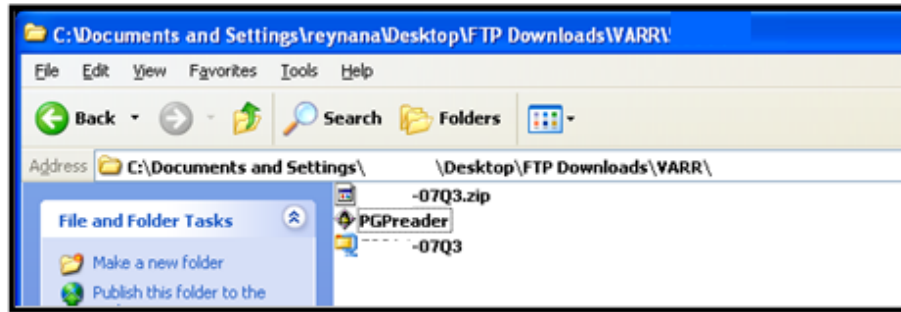 C:\Documents and Settings\reynana\Desktop\FTP Downloads\VARR\
File Edit View Favorites Tools Help
Back Search Folders
Address C:\Documents and Settings\ \Desktop\FTP Downloads\VARR\
-07Q3.zip
File and Folder Tasks
PGPreader
-07Q3
Make a new folder
Publish this folder to the